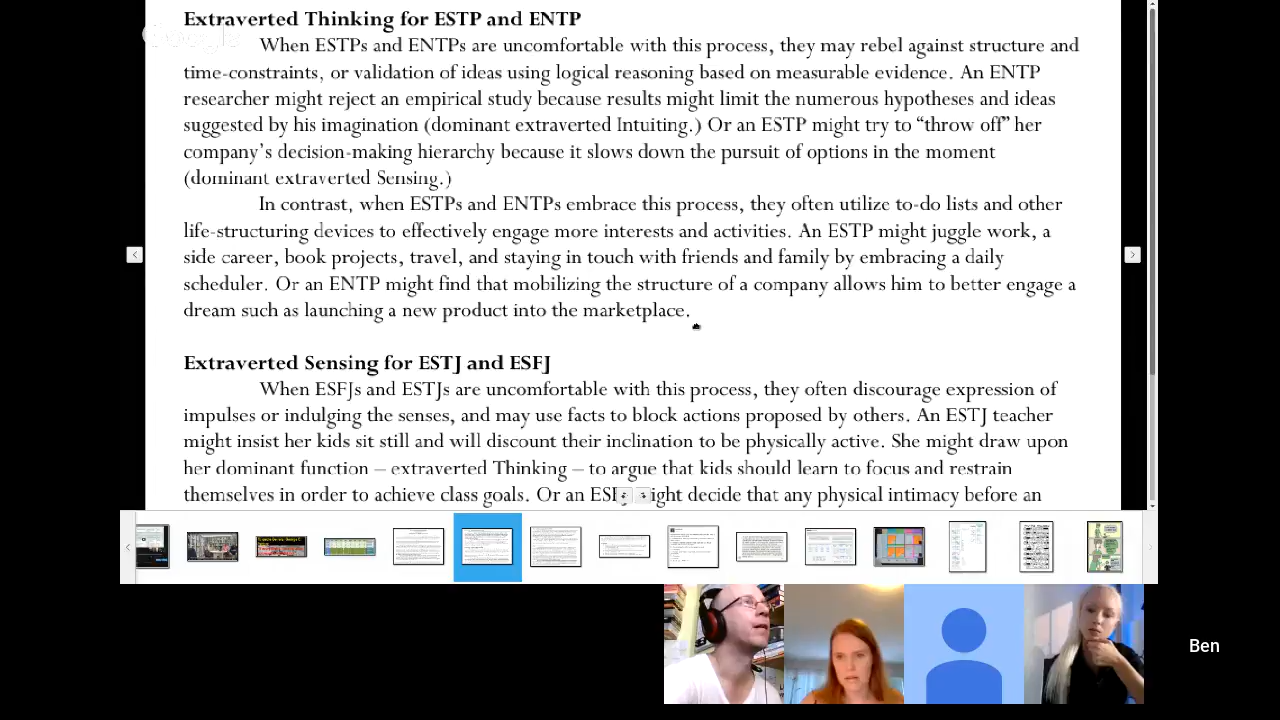 Extraverted Thinking for ESTP and ENTP
Google
When ESTPs and ENTPs are uncomfortable with this process, they may rebel against structure and
time-constraints, or validation of ideas using logical reasoning based on measurable evidence. An ENTP
researcher might reject an empirical study because results might limit the numerous hypotheses and ideas
suggested by his imagination (dominant extraverted Intuiting.) Or an ESTP might try to “throw off” her
company’s decision-making hierarchy because it slows down the pursuit of options in the moment
(dominant extraverted Sensing.)
In contrast, when ESTPs and ENTPs embrace this process, they often utilize to-do lists and other
life-structuring devices to effectively engage more interests and activities. An ESTP might juggle work, a
side career, book projects, travel, and staying in touch with friends and family by embracing a daily
scheduler. Or an ENTP might find that mobilizing the structure of a company allows him to better engage a
dream such as launching a new product into the marketplace.
Extraverted Sensing for ESTJ and ESFJ
When ESFJs and ESTJs are uncomfortable with this process, they often discourage expression of
impulses or indulging the senses, and may use facts to block actions proposed by others. An ESTJ teacher
might insist her kids sit still and will discount their inclination to be physically active. She might draw upon
her dominant function – extraverted Thinking – to argue that kids should learn to focus and restrain
themselves in order to achieve class goals. Or an might decide that any physical intimacy before an
Ben